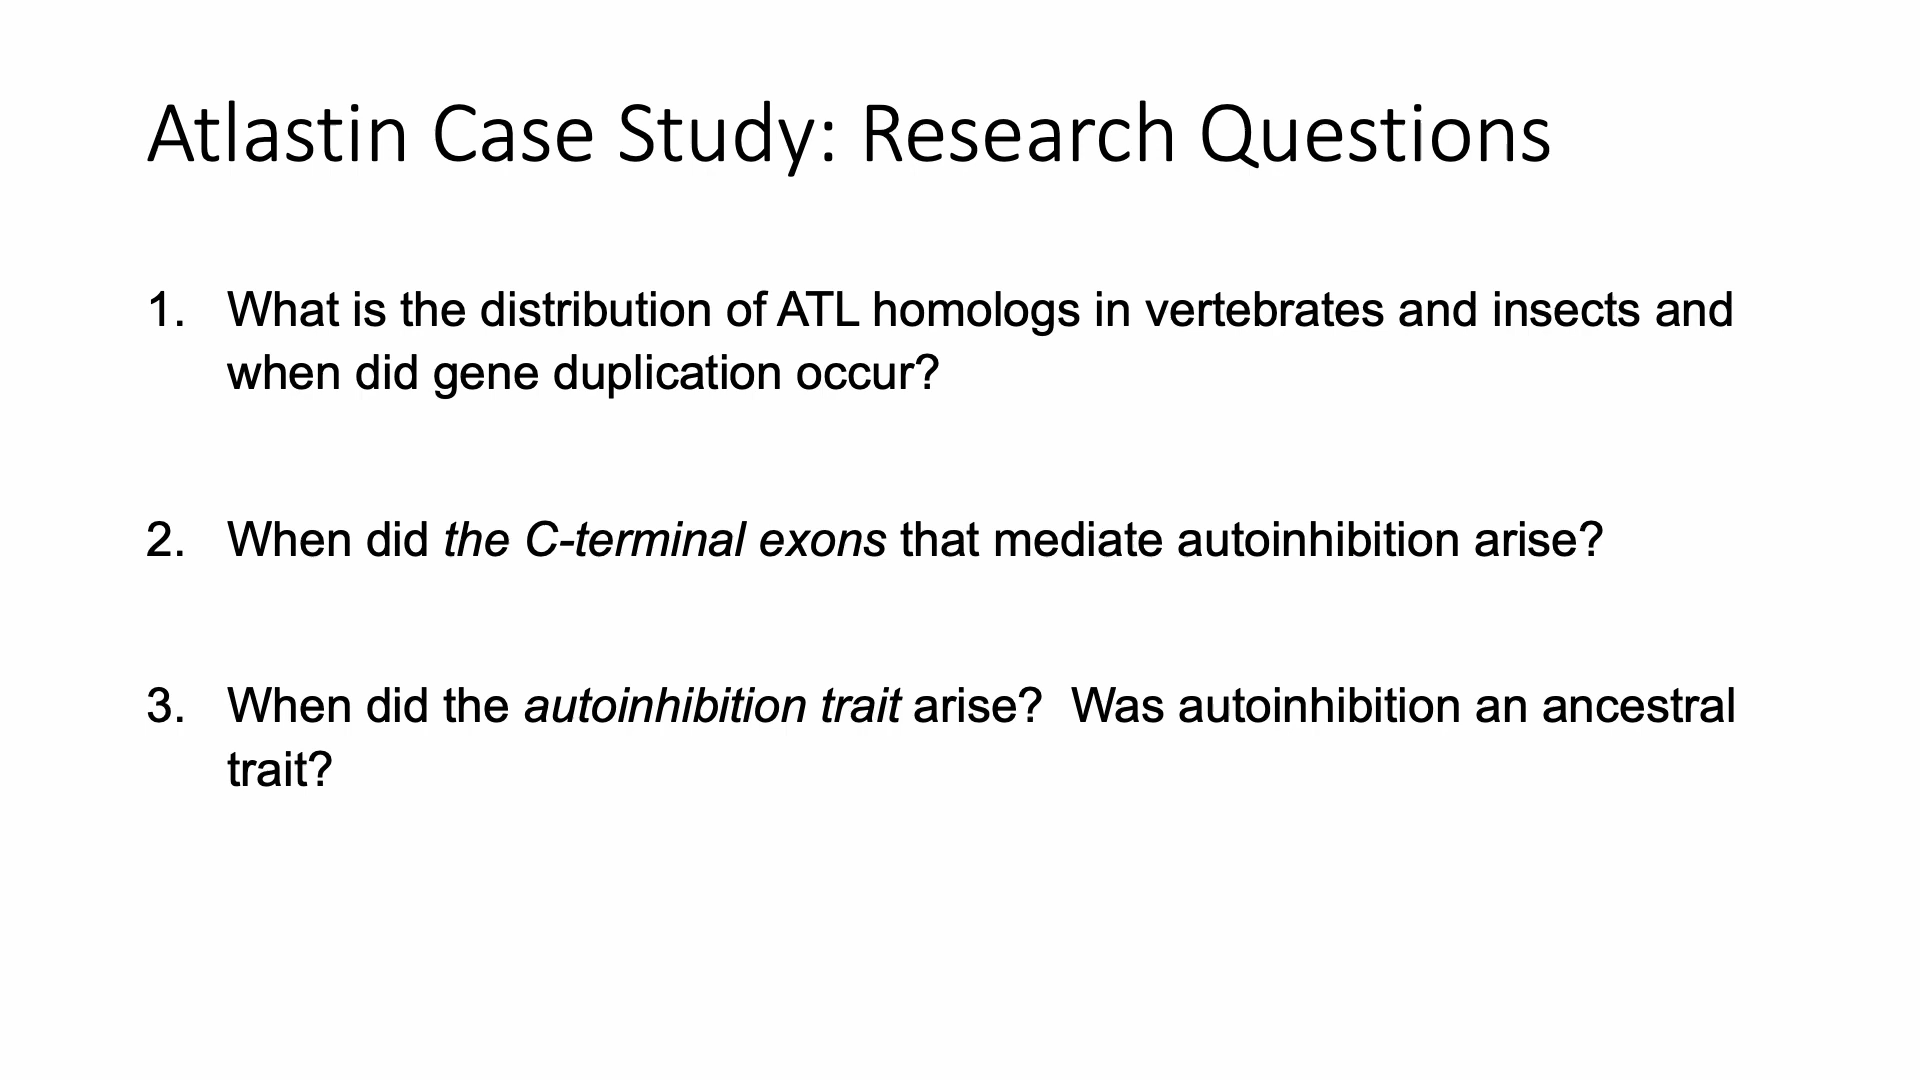 Atlastin Case Study: Research Questions
1. What is the distribution of ATL homologs in vertebrates and insects and
when did gene duplication occur?
2. When did the C-terminal exons that mediate autoinhibition arise?
3. When did the autoinhibition trait arise?  Was autoinhibition an ancestral
trait?